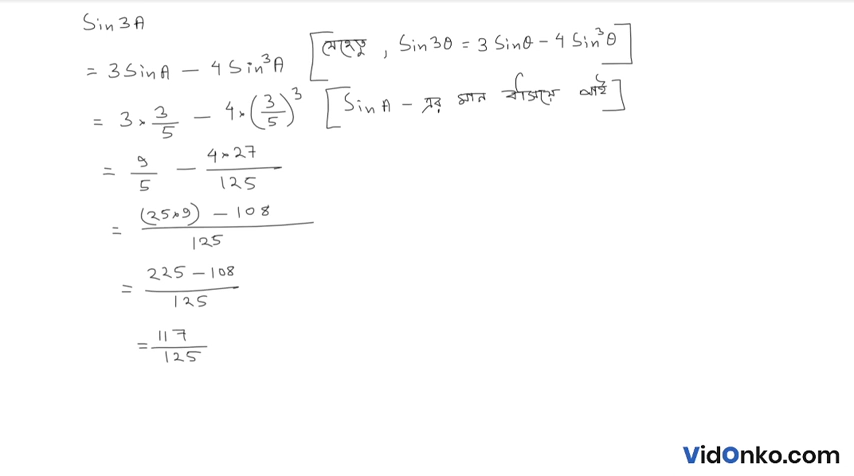 Sin3A
= 3SinA − 4Sin³A [যেহেতু, Sin3θ = 3Sinθ − 4Sin³θ]
= 3×3/5 − 4×(3/5)³ [SinA-এর মান বসিয়ে পাই]
= 9/5 − 4×27/125
= (25×9) − 108/125
= 225 − 108/125
= 117/125
VidOnko.com